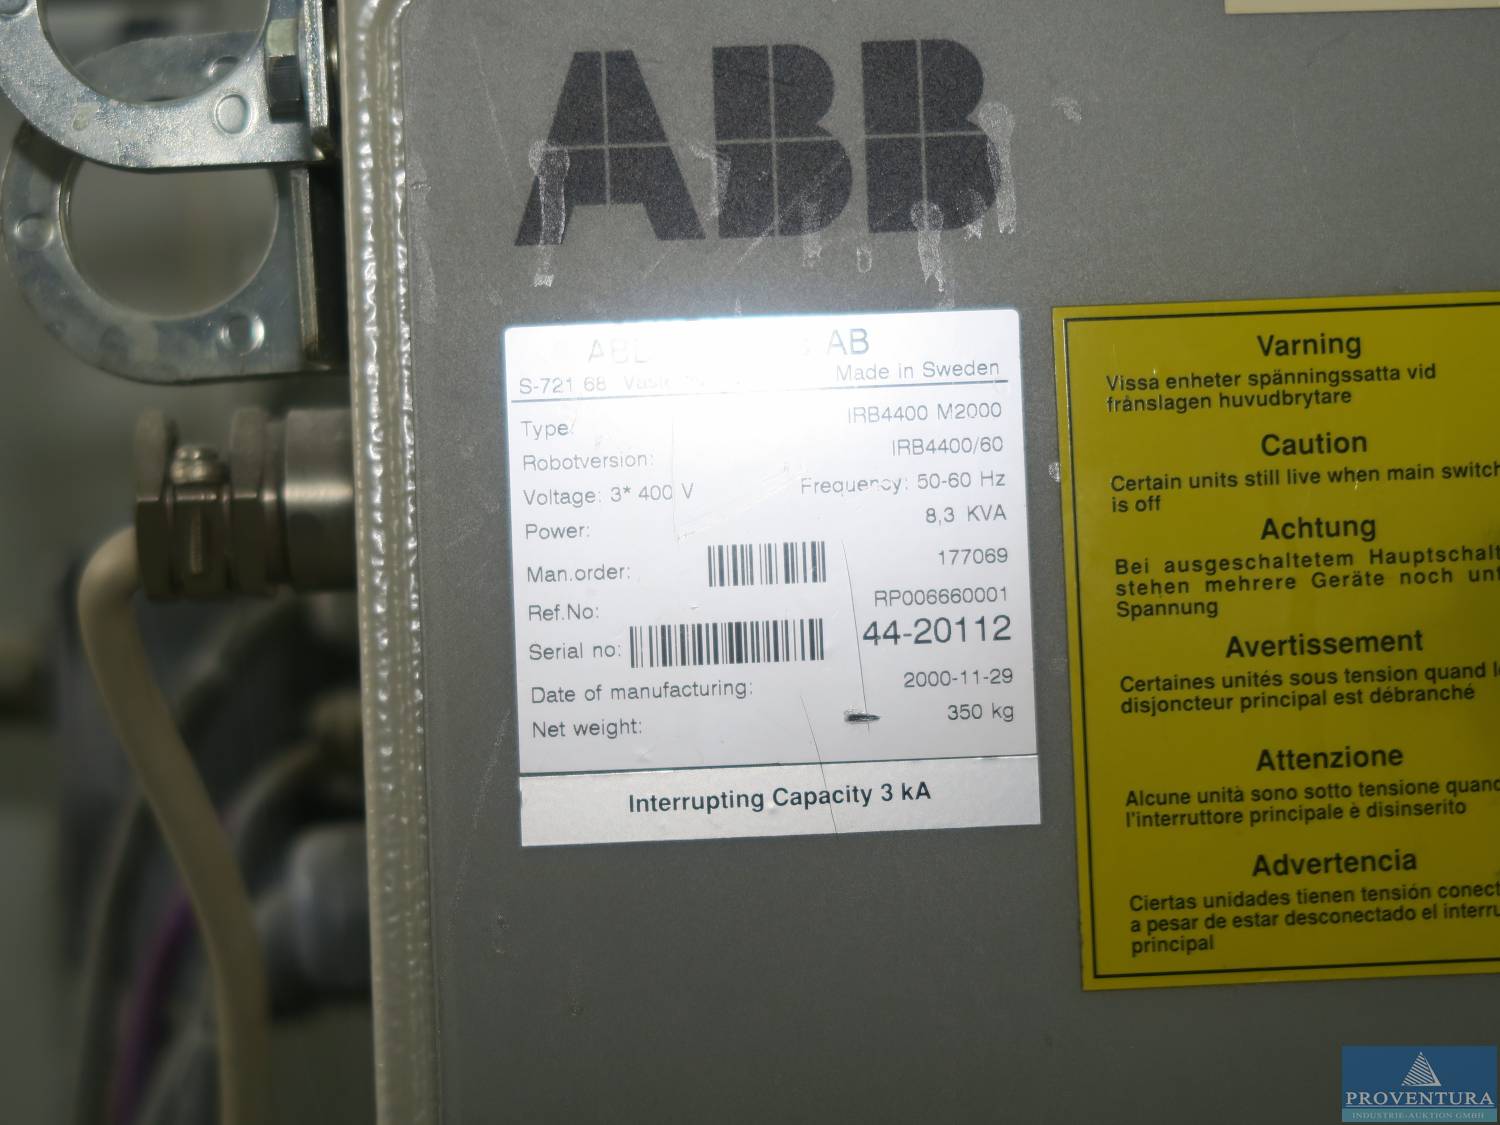 ABB
AB
S-721 68
Made in Sweden
Type:
IRB4400 M2000
Robotversion:
IRB4400/60
Voltage: 3* 400 V
Frequency: 50-60 Hz
Power:
8,3 KVA
Man.order:
177069
Ref.No:
RP006660001
Serial no:
44-20112
Date of manufacturing:
2000-11-29
Net weight:
350 kg
Interrupting Capacity 3 kA
Varning
Vissa enheter spänningssatta vid
frånslagen huvudbrytare
Caution
Certain units still live when main switch
is off
Achtung
Bei ausgeschaltetem Hauptschalt
stehen mehrere Geräte noch unt
Spannung
Avertissement
Certaines unités sous tension quand l
disjoncteur principal est débranché
Attenzione
Alcune unità sono sotto tensione quand
l'interruttore principale è disinserito
Advertencia
Ciertas unidades tienen tensión conect
a pesar de estar desconectado el interru
principal
PROVENTURA
INDUSTRIE-AUKTION GMBH